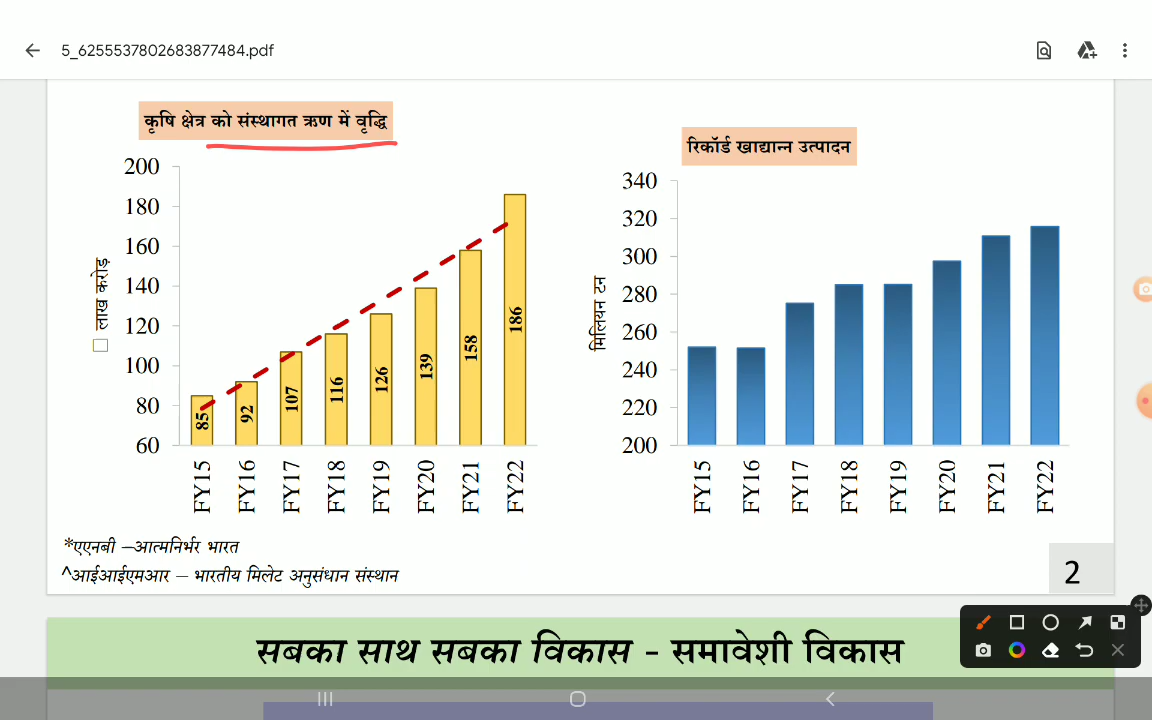 5_6255537802683877484.pdf
कृषि क्षेत्र को संस्थागत ऋण में वृद्धि
200
180
160
140
120
100
80
60
लाख करोड़
85
92
107
116
126
139
158
186
FY15
FY16
FY17
FY18
FY19
FY20
FY21
FY22
रिकॉर्ड खाद्यान्न उत्पादन
340
320
300
280
260
240
220
200
मिलियन टन
FY15
FY16
FY17
FY18
FY19
FY20
FY21
FY22
*एएनबी –आत्मनिर्भर भारत
^आईआईएमआर – भारतीय मिलेट अनुसंधान संस्थान
2
सबका साथ सबका विकास - समावेशी विकास